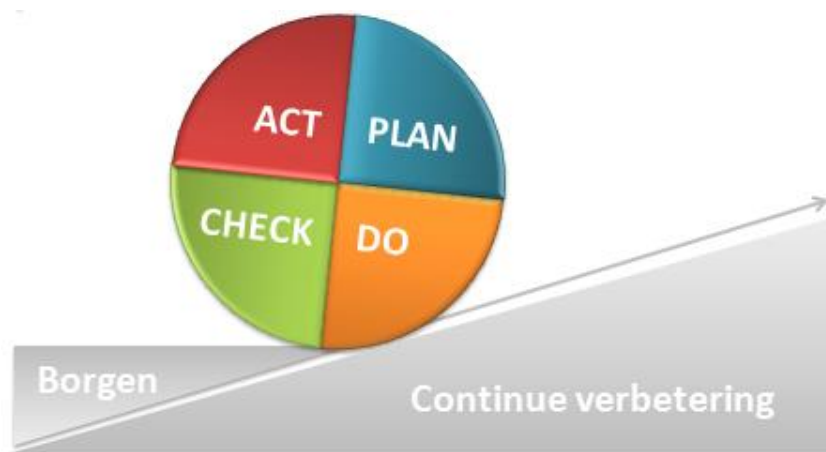 ACT
PLAN
CHECK
DO
Borgen
Continue verbetering